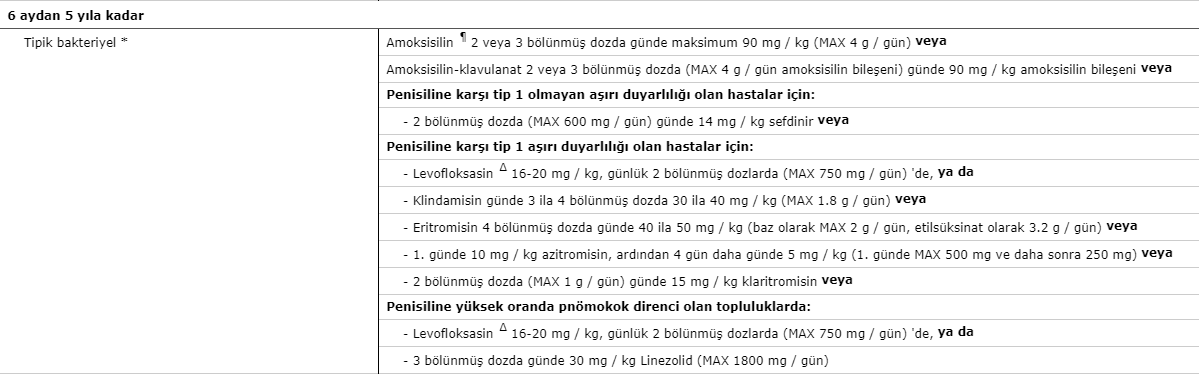 6 aydan 5 yıla kadar
Tipik bakteriyel *
Amoksisilin ¶ 2 veya 3 bölünmüş dozda günde maksimum 90 mg / kg (MAX 4 g / gün) veya
Amoksisilin-klavulanat 2 veya 3 bölünmüş dozda (MAX 4 g / gün amoksisilin bileşeni) günde 90 mg / kg amoksisilin bileşeni veya
Penisiline karşı tip 1 olmayan aşırı duyarlılığı olan hastalar için:
- 2 bölünmüş dozda (MAX 600 mg / gün) günde 14 mg / kg sefdinir veya
Penisiline karşı tip 1 aşırı duyarlılığı olan hastalar için:
- Levofloksasin Δ 16-20 mg / kg, günlük 2 bölünmüş dozlarda (MAX 750 mg / gün) 'de, ya da
- Klindamisin günde 3 ila 4 bölünmüş dozda 30 ila 40 mg / kg (MAX 1.8 g / gün) veya
- Eritromisin 4 bölünmüş dozda günde 40 ila 50 mg / kg (baz olarak MAX 2 g / gün, etilsüksinat olarak 3.2 g / gün) veya
- 1. günde 10 mg / kg azitromisin, ardından 4 gün daha günde 5 mg / kg (1. günde MAX 500 mg ve daha sonra 250 mg) veya
- 2 bölünmüş dozda (MAX 1 g / gün) günde 15 mg / kg klaritromisin veya
Penisiline yüksek oranda pnömokok direnci olan topluluklarda:
- Levofloksasin Δ 16-20 mg / kg, günlük 2 bölünmüş dozlarda (MAX 750 mg / gün) 'de, ya da
- 3 bölünmüş dozda günde 30 mg / kg Linezolid (MAX 1800 mg / gün)